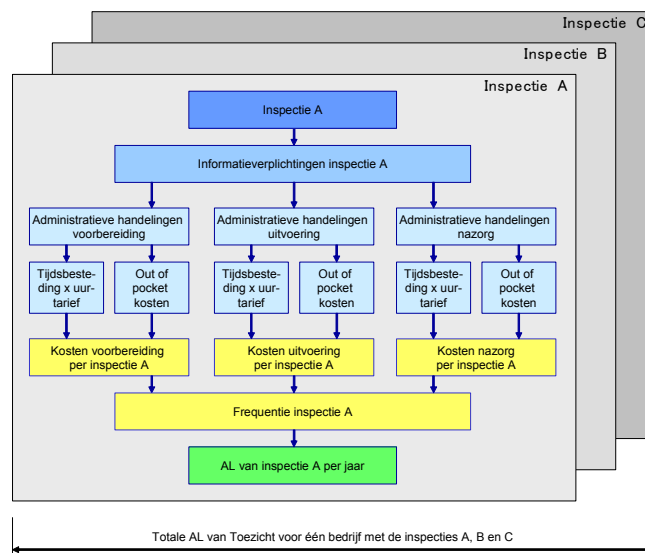 Inspectie C
Inspectie B
Inspectie A
Inspectie A
Informatieverplichtingen inspectie A
Administratieve handelingen
voorbereiding
Administratieve handelingen
uitvoering
Administratieve handelingen
nazorg
Tijdsbeste-
ding x uur-
tarief
Out of
pocket
kosten
Tijdsbeste-
ding x uur-
tarief
Out of
pocket
kosten
Tijdsbeste-
ding x uur-
tarief
Out of
pocket
kosten
Kosten voorbereiding
per inspectie A
Kosten uitvoering
per inspectie A
Kosten nazorg
per inspectie A
Frequentie inspectie A
AL van inspectie A per jaar
Totale AL van Toezicht voor één bedrijf met de inspecties A, B en C